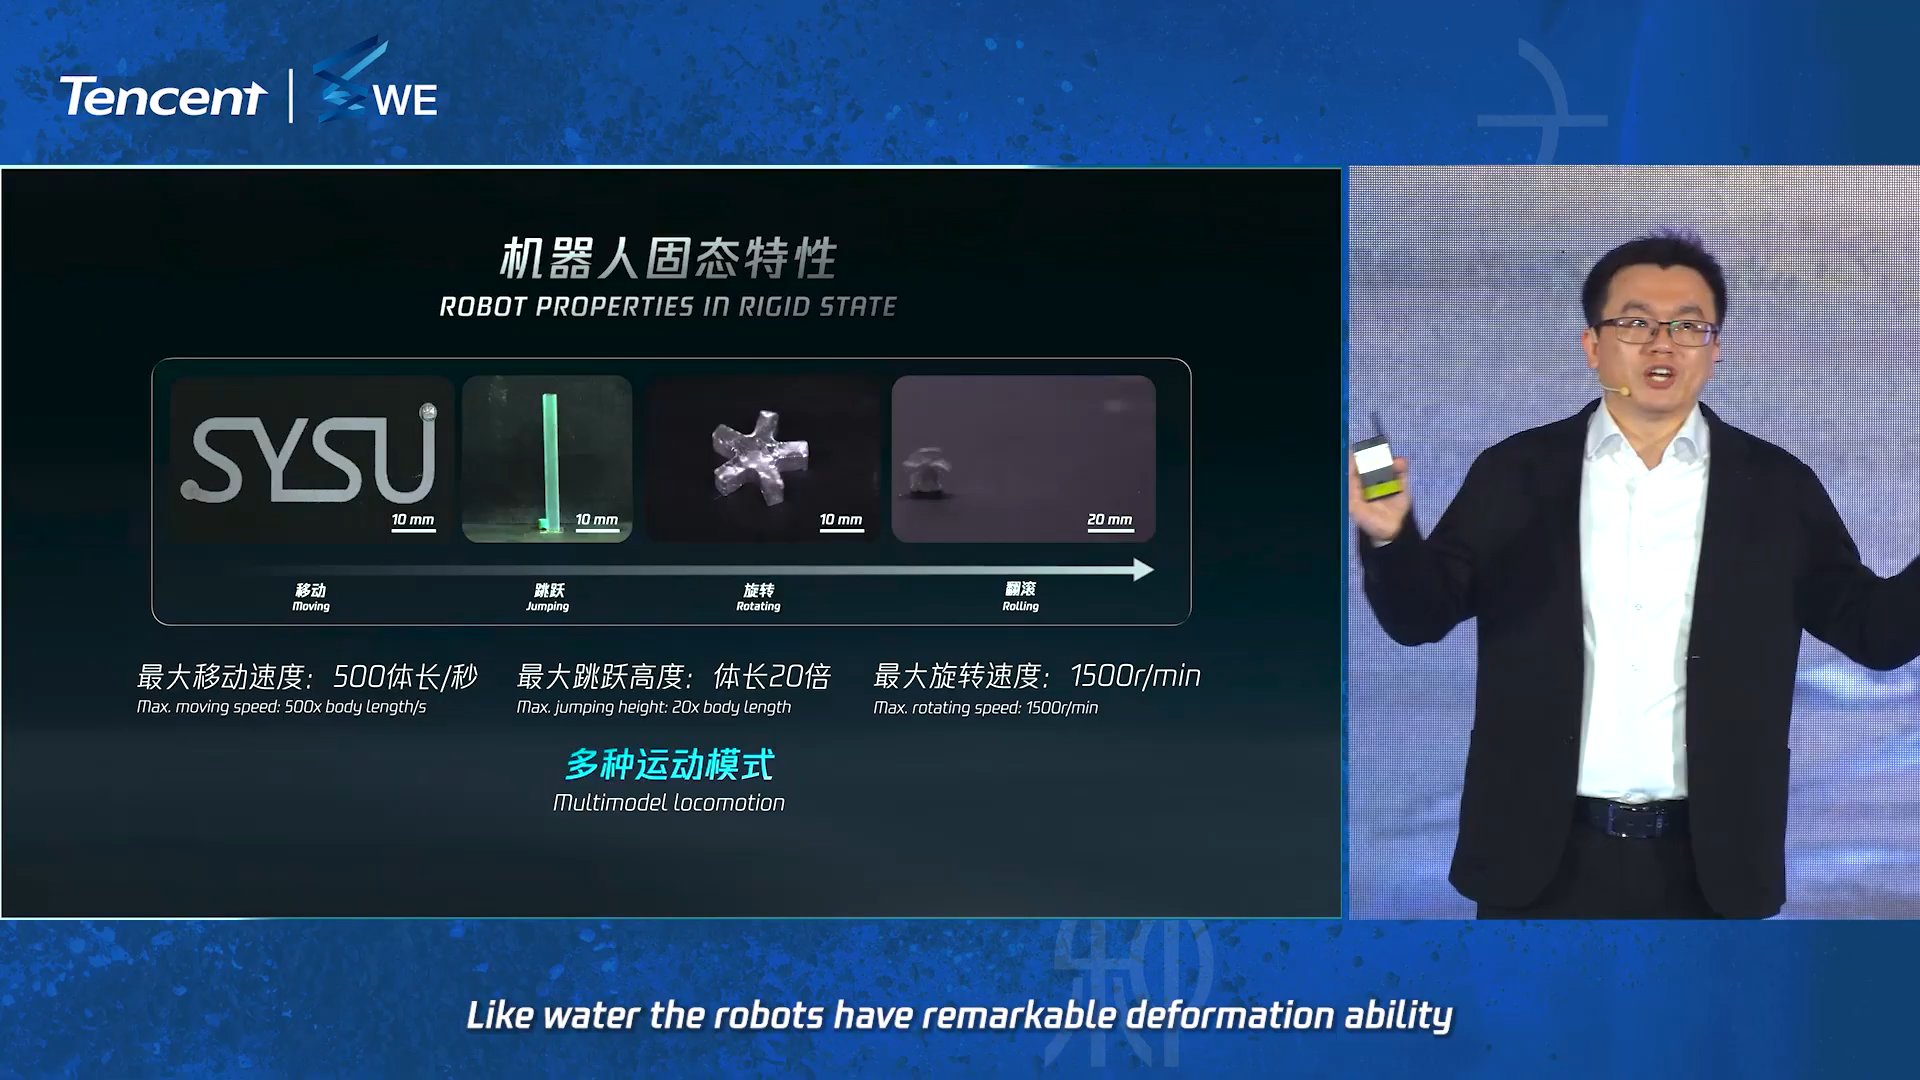 Tencent | WE
机器人固态特性
ROBOT PROPERTIES IN RIGID STATE
SYSU
10 mm
10 mm
10 mm
20 mm
移动
Moving
跳跃
Jumping
旋转
Rotating
翻滚
Rolling
最大移动速度：500体长/秒
Max. moving speed: 500x body length/s
最大跳跃高度：体长20倍
Max. jumping height: 20x body length
最大旋转速度：1500r/min
Max. rotating speed: 1500r/min
多种运动模式
Multimodel locomotion
Like water the robots have remarkable deformation ability